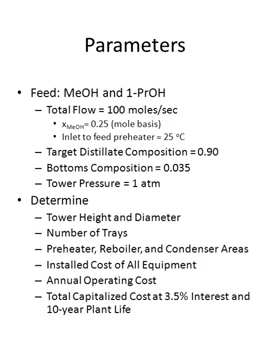 Parameters
• Feed: MeOH and 1-PrOH
– Total Flow = 100 moles/sec
• xMeOH= 0.25 (mole basis)
• Inlet to feed preheater = 25 °C
– Target Distillate Composition = 0.90
– Bottoms Composition = 0.035
– Tower Pressure = 1 atm
• Determine
– Tower Height and Diameter
– Number of Trays
– Preheater, Reboiler, and Condenser Areas
– Installed Cost of All Equipment
– Annual Operating Cost
– Total Capitalized Cost at 3.5% Interest and
10-year Plant Life